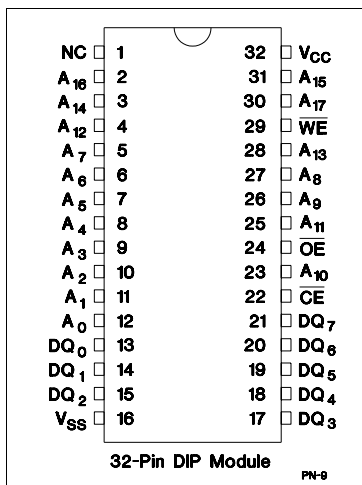 NC 1 32 VCC
A16 2 31 A15
A14 3 30 A17
A12 4 29 WE
A7 5 28 A13
A6 6 27 A8
A5 7 26 A9
A4 8 25 A11
A3 9 24 OE
A2 10 23 A10
A1 11 22 CE
A0 12 21 DQ7
DQ0 13 20 DQ6
DQ1 14 19 DQ5
DQ2 15 18 DQ4
VSS 16 17 DQ3
32-Pin DIP Module
PN-9